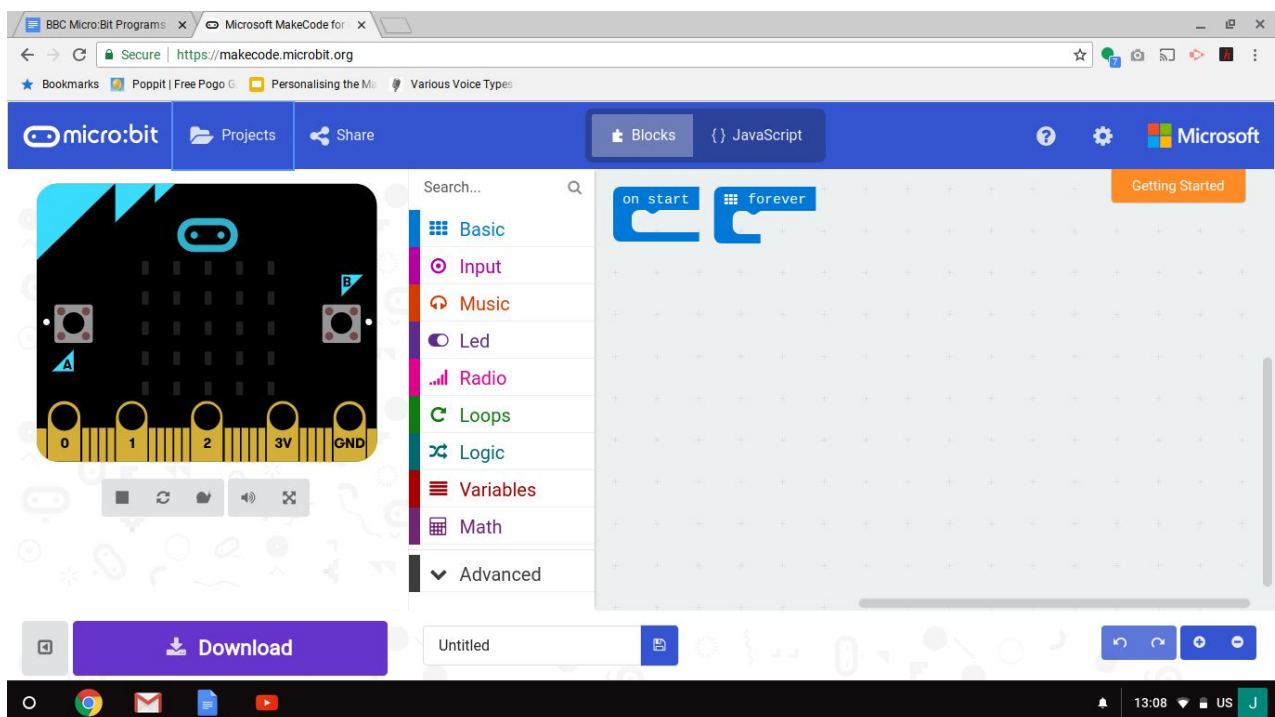 BBC Micro:Bit Programs
Microsoft MakeCode for
Secure
https://makecode.microbit.org
7
h
Bookmarks
Poppit | Free Pogo G
Personalising the Ma
Various Voice Types
micro:bit
Projects
Share
Blocks
{} JavaScript
?
Microsoft
Search...
Getting Started
Basic
Input
Music
Led
Radio
Loops
Logic
Variables
Math
Advanced
on start
forever
B
A
0 1 2 3V GND
Download
Untitled
13:08
US
J